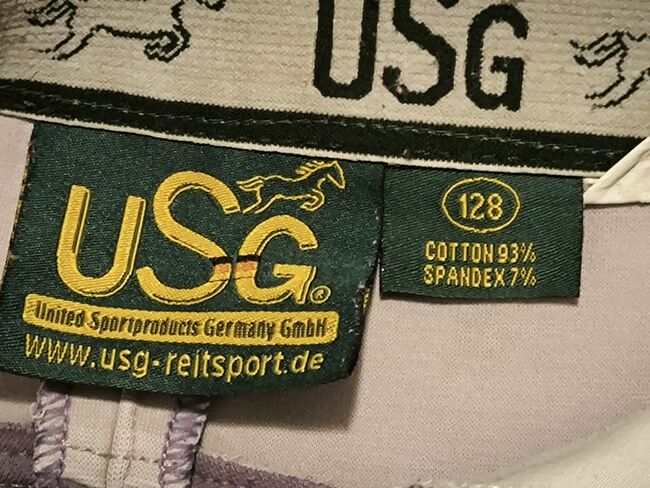 USG
USG®
United Sportproducts Germany GmbH
www.usg-reitsport.de
128
COTTON 93%
SPANDEX 7%